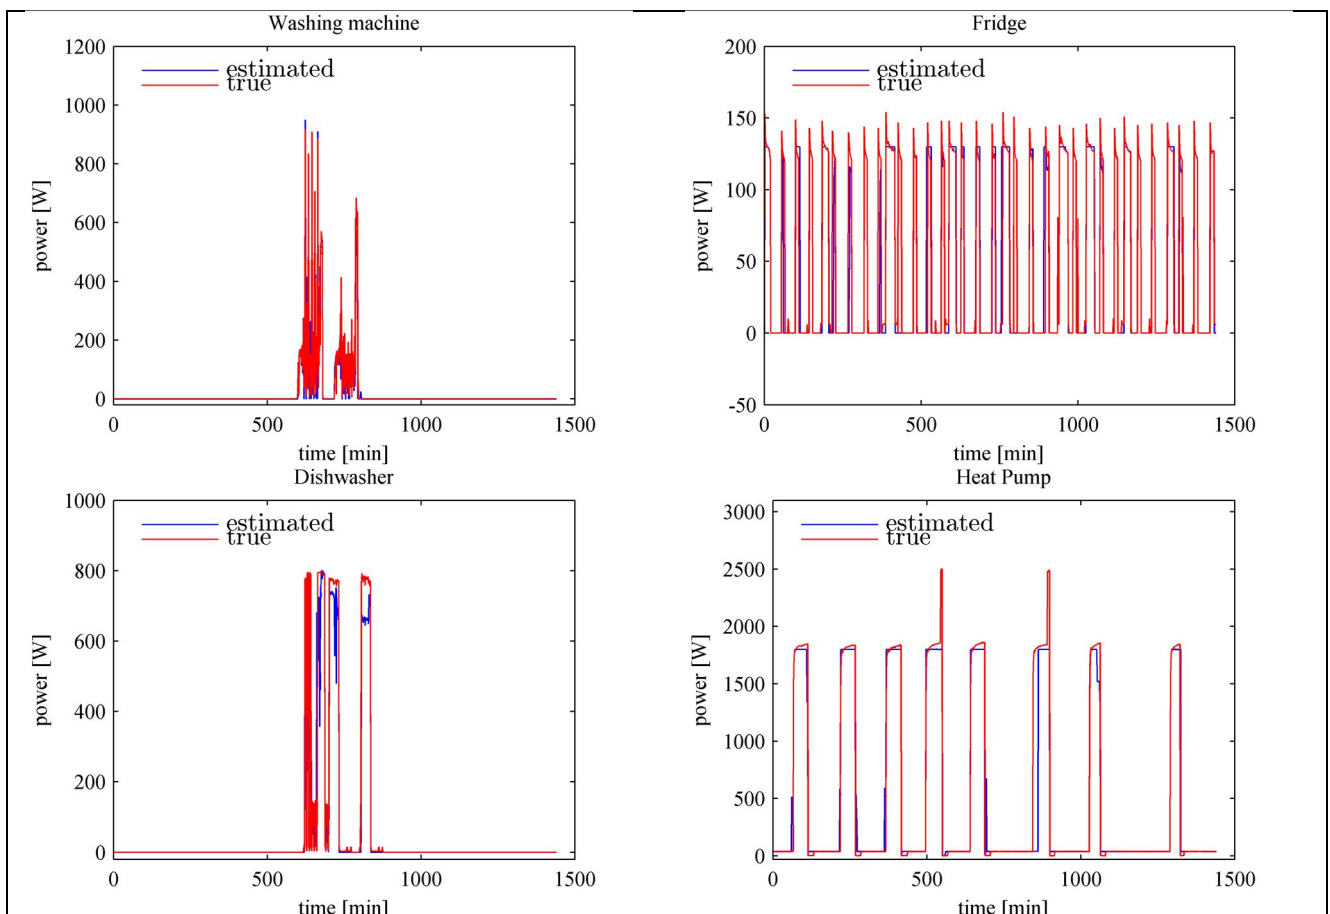 Washing machine
1200
1000
800
600
400
200
0
power [W]
estimated
true
0
500
1000
1500
time [min]
Fridge
200
150
100
50
0
-50
power [W]
estimated
true
0
500
1000
1500
time [min]
Dishwasher
1000
800
600
400
200
0
power [W]
estimated
true
0
500
1000
1500
time [min]
Heat Pump
3000
2500
2000
1500
1000
500
0
power [W]
estimated
true
0
500
1000
1500
time [min]